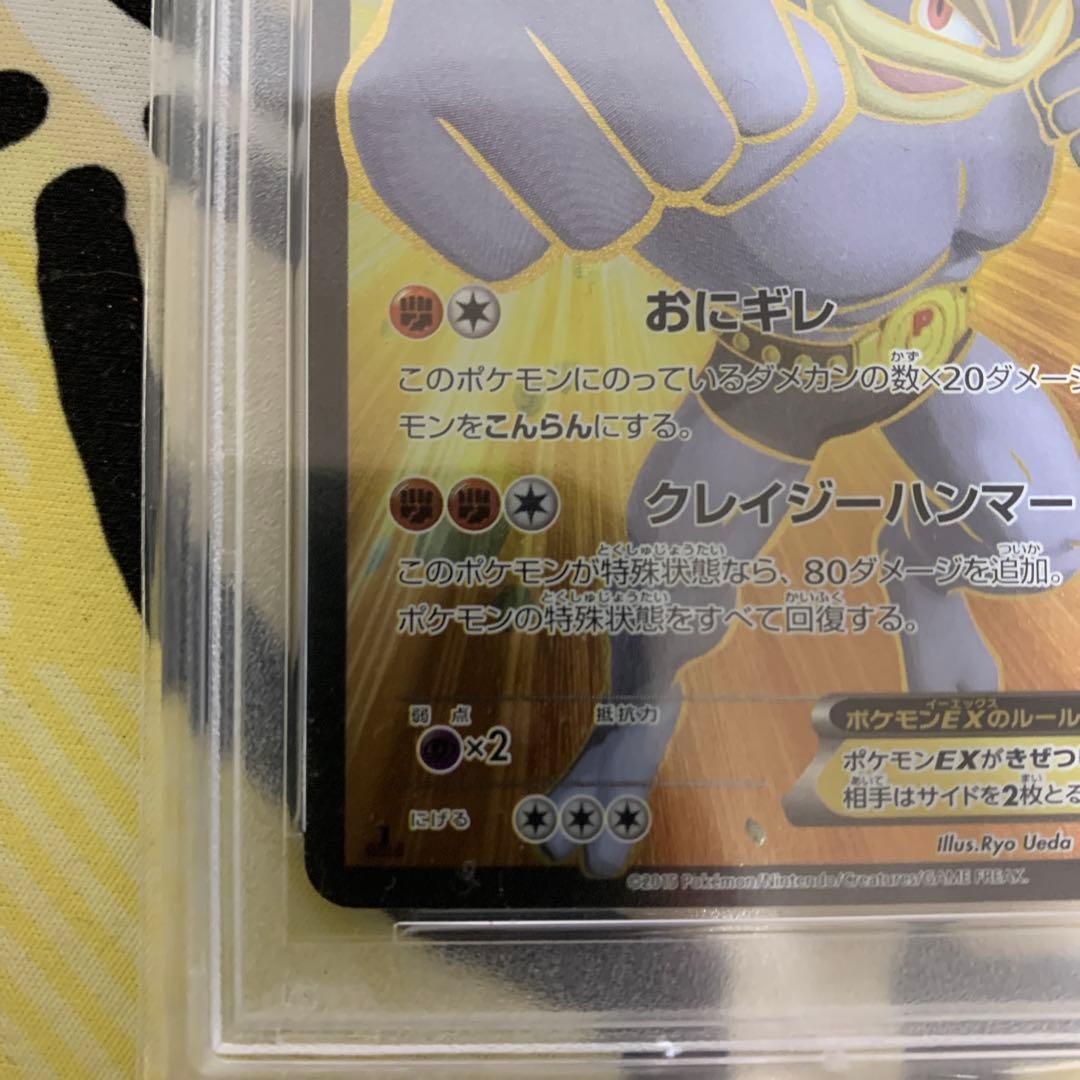 おにギレ
このポケモンにのっているダメカンの数×20ダメージ
モンをこんらんにする。
クレイジーハンマー
このポケモンが特殊状態なら、80ダメージを追加。
ポケモンの特殊状態をすべて回復する。
弱点 抵抗力
×2
にげる
ポケモンEXのルール
ポケモンEXがきぜつ
相手はサイドを2枚とる
Illus.Ryo Ueda
©2015 Pokémon/Nintendo/Creatures/GAME FREAK.